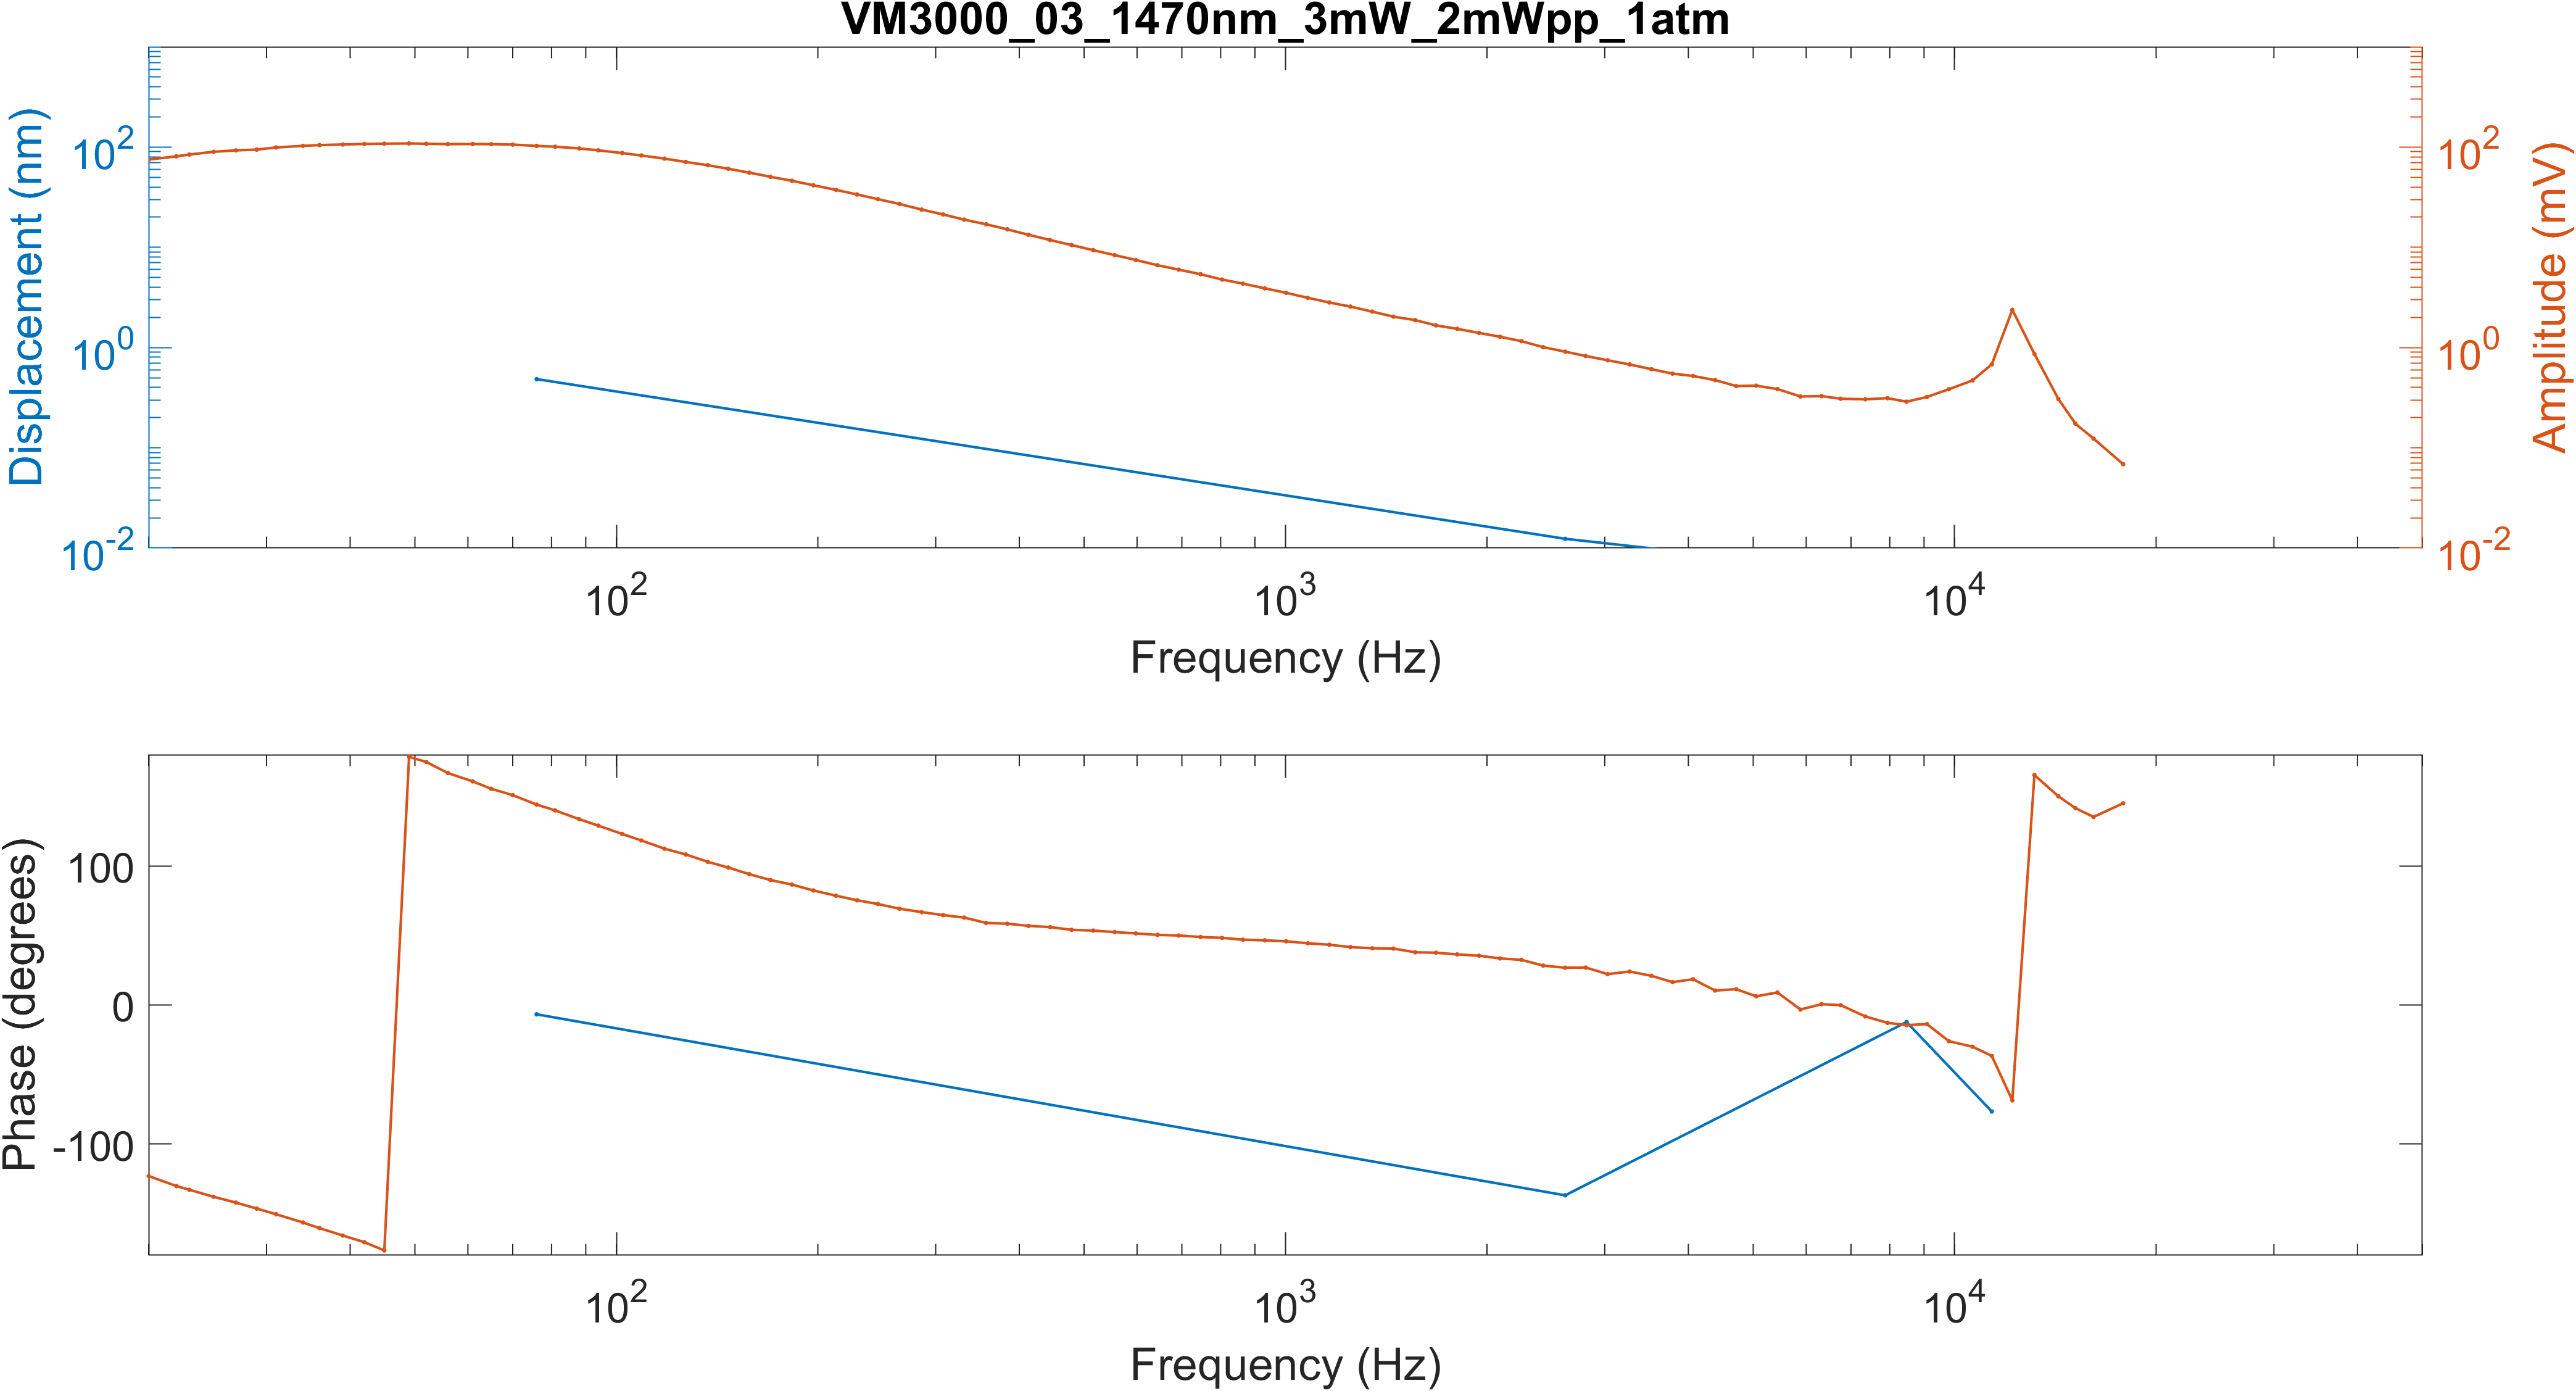 VM3000_03_1470nm_3mW_2mWpp_1atm
Displacement (nm)
10^2
10^0
10^-2
10^2
10^0
10^-2
Amplitude (mV)
10^2 10^3 10^4
Frequency (Hz)
Phase (degrees)
100
0
-100
10^2 10^3 10^4
Frequency (Hz)